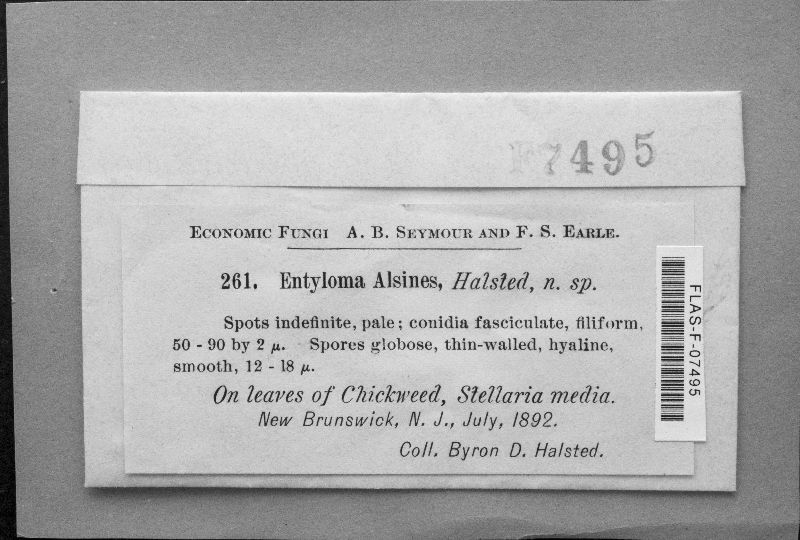 F7495
ECONOMIC FUNGI A. B. SEYMOUR AND F. S. EARLE.
261. Entyloma Alsines, Halsted, n. sp.
Spots indefinite, pale; conidia fasciculate, filiform,
50 - 90 by 2 μ. Spores globose, thin-walled, hyaline,
smooth, 12 - 18 μ.
On leaves of Chickweed, Stellaria media.
New Brunswick, N. J., July, 1892.
Coll. Byron D. Halsted.
FLAS-F-07495